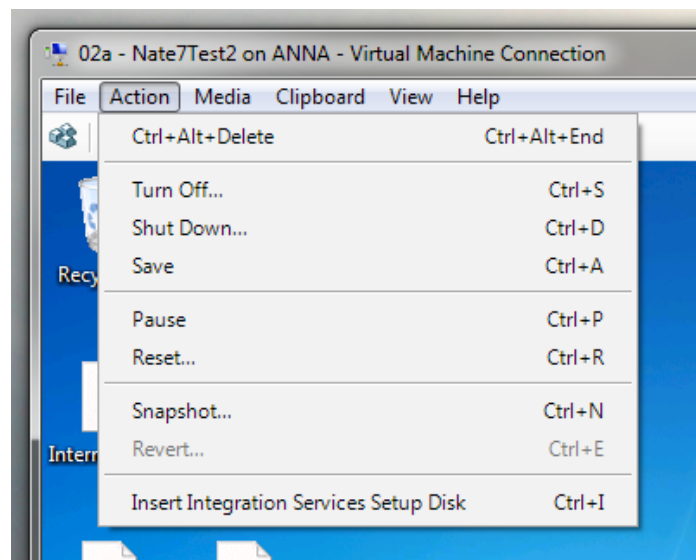 02a - Nate7Test2 on ANNA - Virtual Machine Connection
File Action Media Clipboard View Help
Ctrl+Alt+Delete Ctrl+Alt+End
Turn Off... Ctrl+S
Shut Down... Ctrl+D
Save Ctrl+A
Recy
Pause Ctrl+P
Reset... Ctrl+R
Snapshot... Ctrl+N
Intern
Revert... Ctrl+E
Insert Integration Services Setup Disk Ctrl+I